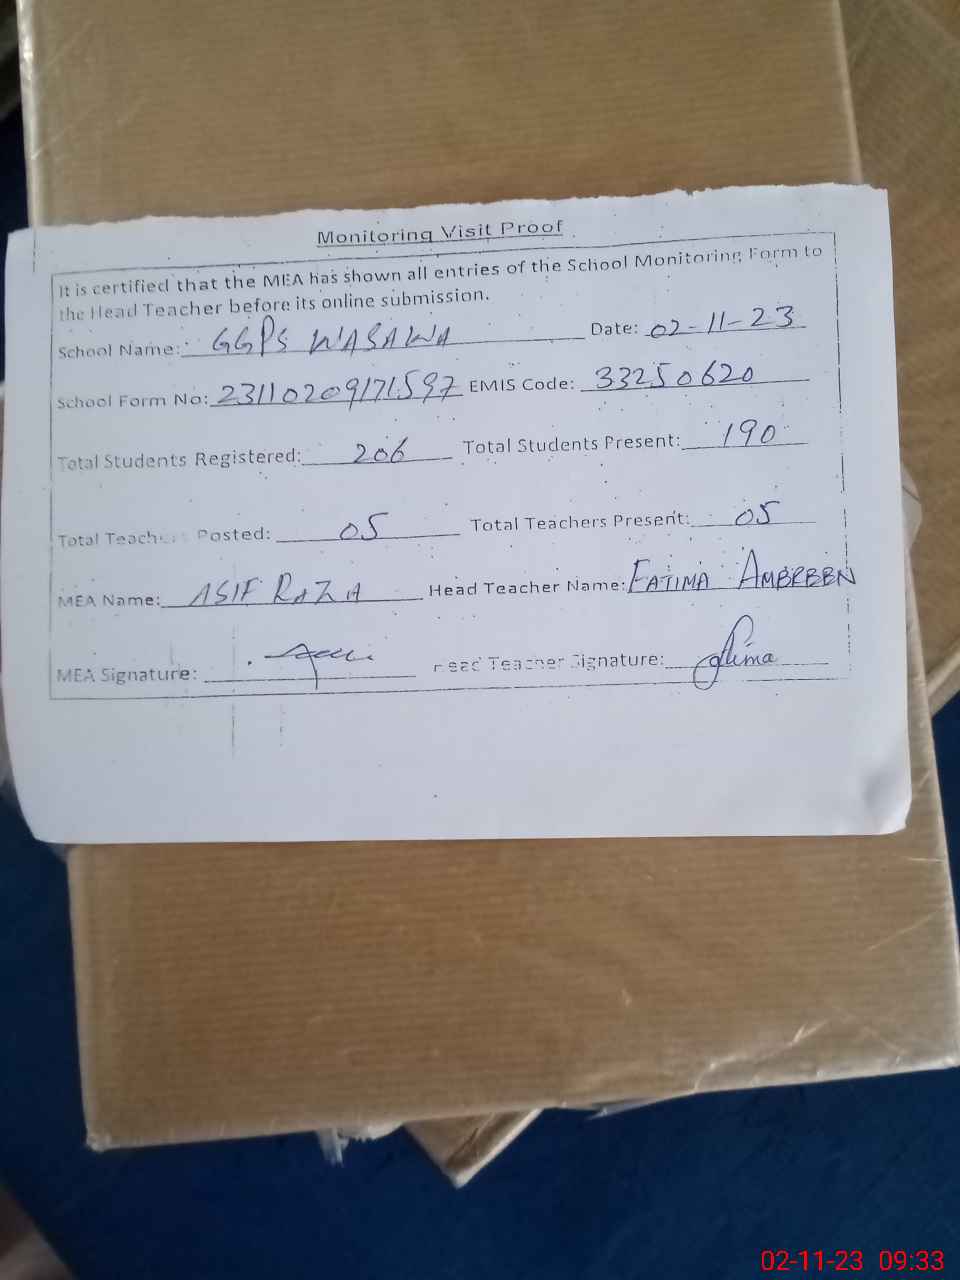 Monitoring Visit Proof
It is certified that the MEA has shown all entries of the School Monitoring Form to
the Head Teacher before its online submission.
School Name: GGPS WASAWA Date: 02-11-23
School Form No: 23110209171597 EMIS Code: 33250620
Total Students Registered: 206 Total Students Present: 190
Total Teachers Posted: 05 Total Teachers Present: 05
MEA Name: ASIF RAZA Head Teacher Name: FATIMA AMBREEN
MEA Signature: Head Teacher Signature:
02-11-23 09:33